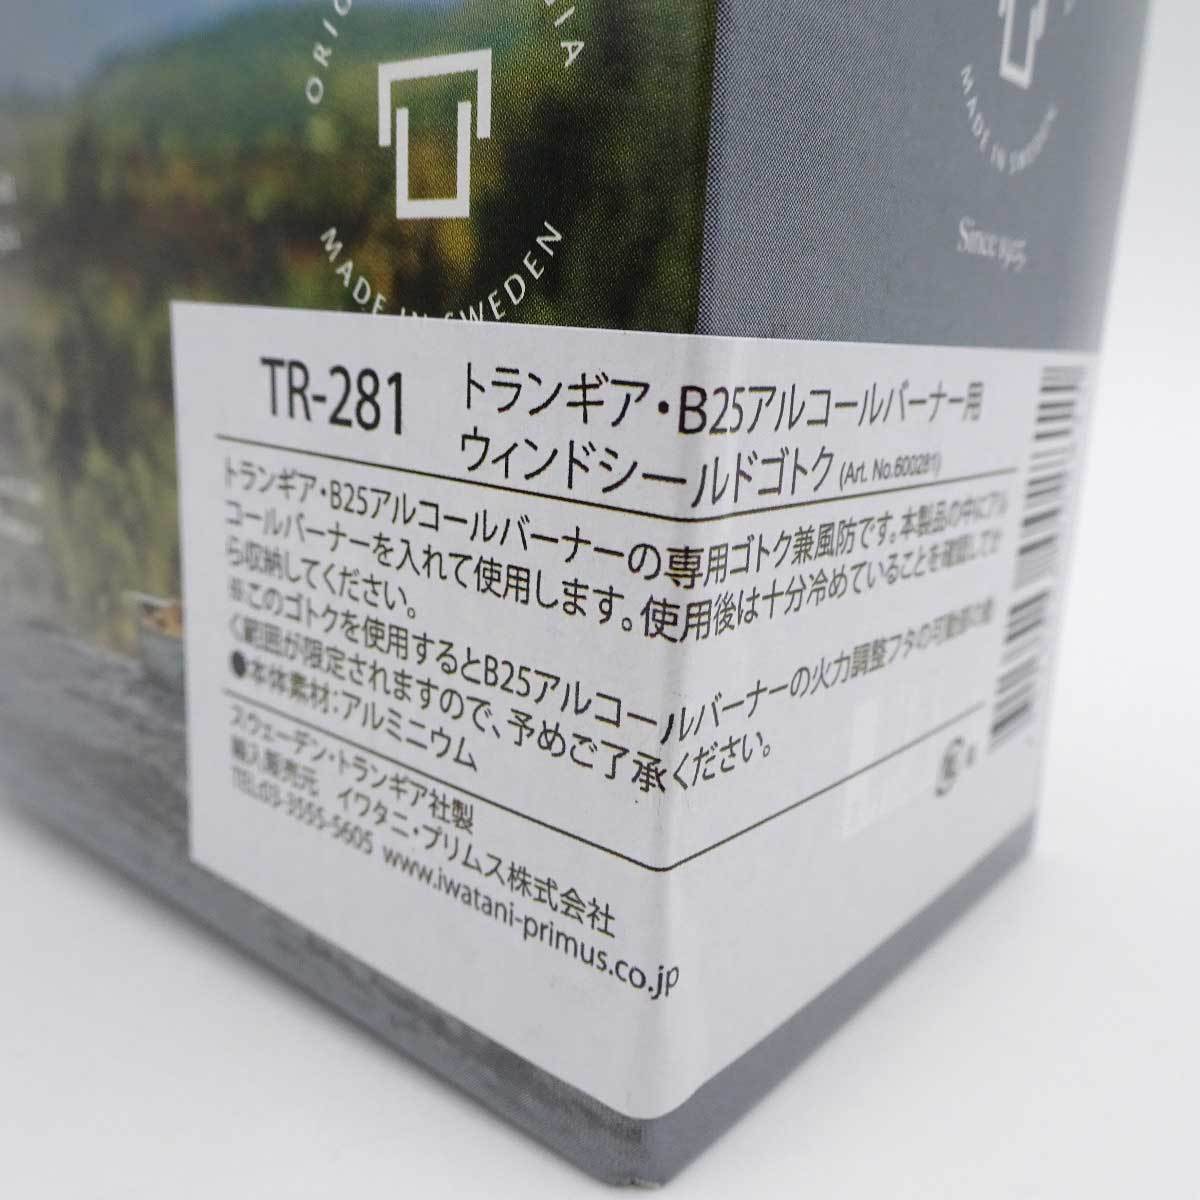 MADE IN SWEDEN
MADE IN SWEDEN
Since 1925
TR-281
トランギア・B25アルコールバーナー用
ウィンドシールドゴトク (Art. No.600281)
トランギア・B25アルコールバーナーの専用ゴトク兼風防です。本製品の中にアル
コールバーナーを入れて使用します。使用後は十分冷めていることを確認してか
ら収納してください。
※このゴトクを使用するとB25アルコールバーナーの火力調整フタの可動
く範囲が限定されますので、予めご了承ください。
●本体素材：アルミニウム
スウェーデン・トランギア社製
輸入販売元 イワタニ・プリムス株式会社
TEL:03-3555-5605 www.iwatani-primus.co.jp